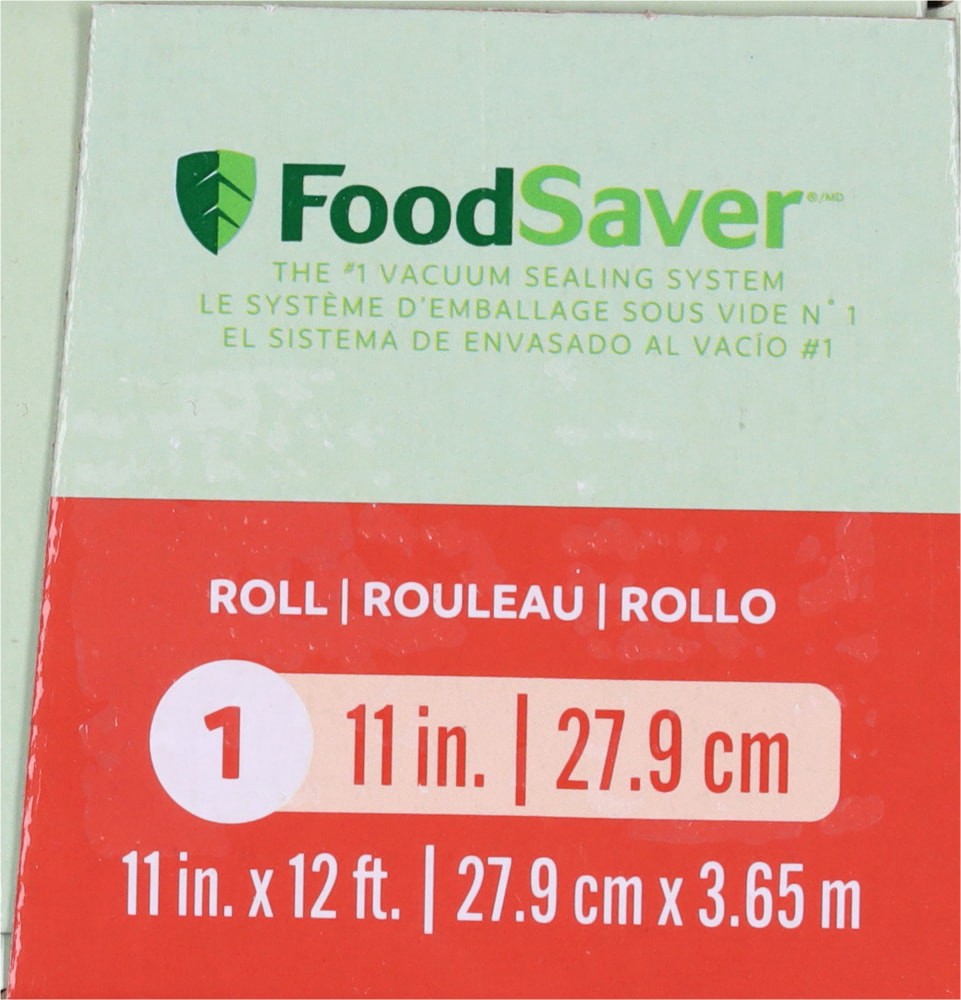 FoodSaver®/MD
THE #1 VACUUM SEALING SYSTEM
LE SYSTÈME D'EMBALLAGE SOUS VIDE N° 1
EL SISTEMA DE ENVASADO AL VACÍO #1
ROLL | ROULEAU | ROLLO
1 11 in. | 27.9 cm
11 in. x 12 ft. | 27.9 cm x 3.65 m